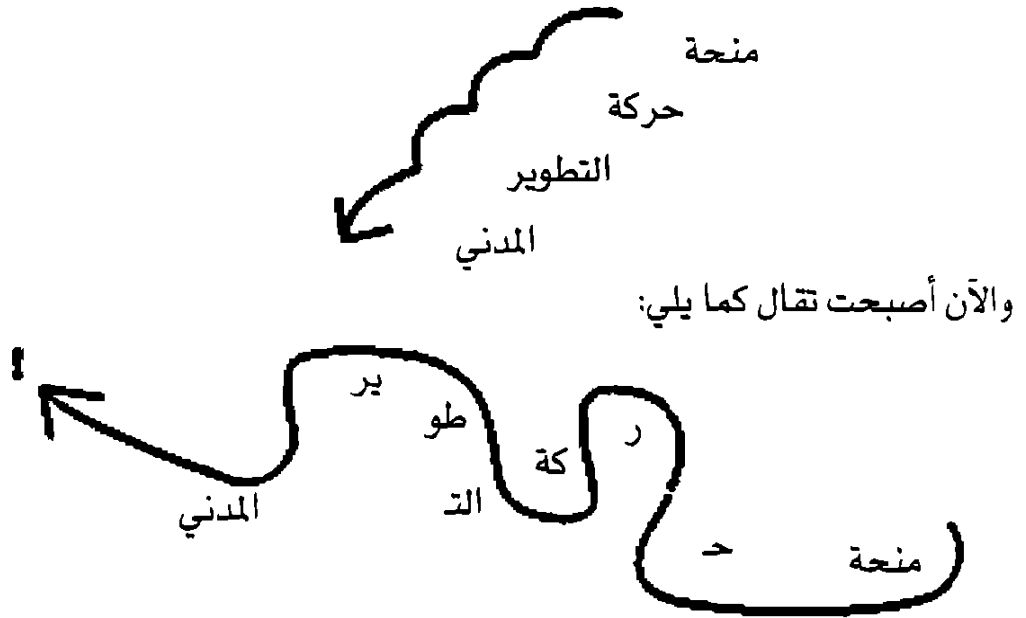 منحة
حركة
التطوير
المدني
والآن أصبحت تقال كما يلي:
منحة حـ ر كة التـ طو ير المدني !